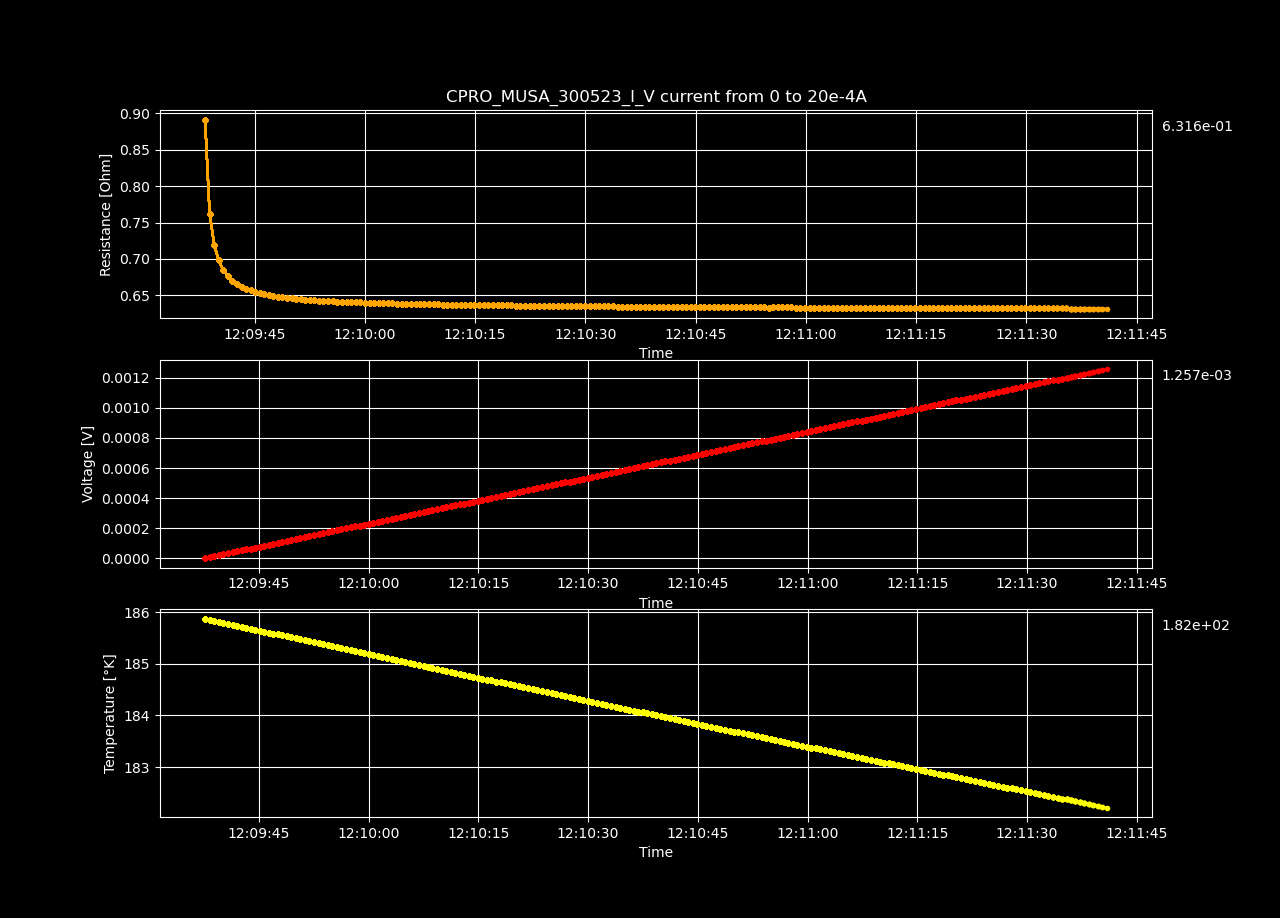 CPRO_MUSA_300523_I_V current from 0 to 20e-4A
0.90
0.85
0.80
0.75
0.70
0.65
Resistance [Ohm]
6.316e-01
12:09:45 12:10:00 12:10:15 12:10:30 12:10:45 12:11:00 12:11:15 12:11:30 12:11:45
Time
0.0012
0.0010
0.0008
0.0006
0.0004
0.0002
0.0000
Voltage [V]
1.257e-03
12:09:45 12:10:00 12:10:15 12:10:30 12:10:45 12:11:00 12:11:15 12:11:30 12:11:45
Time
186
185
184
183
Temperature [°K]
1.82e+02
12:09:45 12:10:00 12:10:15 12:10:30 12:10:45 12:11:00 12:11:15 12:11:30 12:11:45
Time